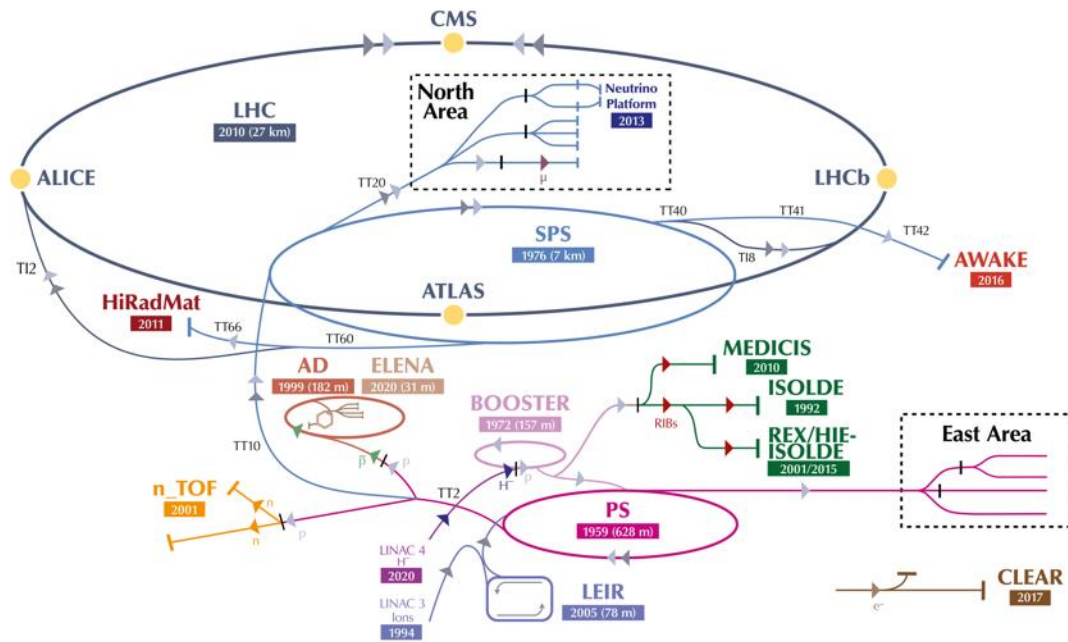 CMS
North
Area
Neutrino
Platform
2013
LHC
2010 (27 km)
μ
ALICE
LHCb
TT20
TT40
TT41
TT42
SPS
1976 (7 km)
TI8
AWAKE
2016
TI2
ATLAS
HiRadMat
2011
TT66
TT60
AD
1999 (182 m)
ELENA
2020 (31 m)
MEDICIS
2010
ISOLDE
1992
RIBs
REX/HIE-
ISOLDE
2001/2015
BOOSTER
1972 (157 m)
H⁻
p
East Area
TT10
p̅
p
TT2
n_TOF
2001
n
n
p
PS
1959 (628 m)
LINAC 4
H⁻
2020
LINAC 3
Ions
1994
LEIR
2005 (78 m)
CLEAR
2017
e⁻